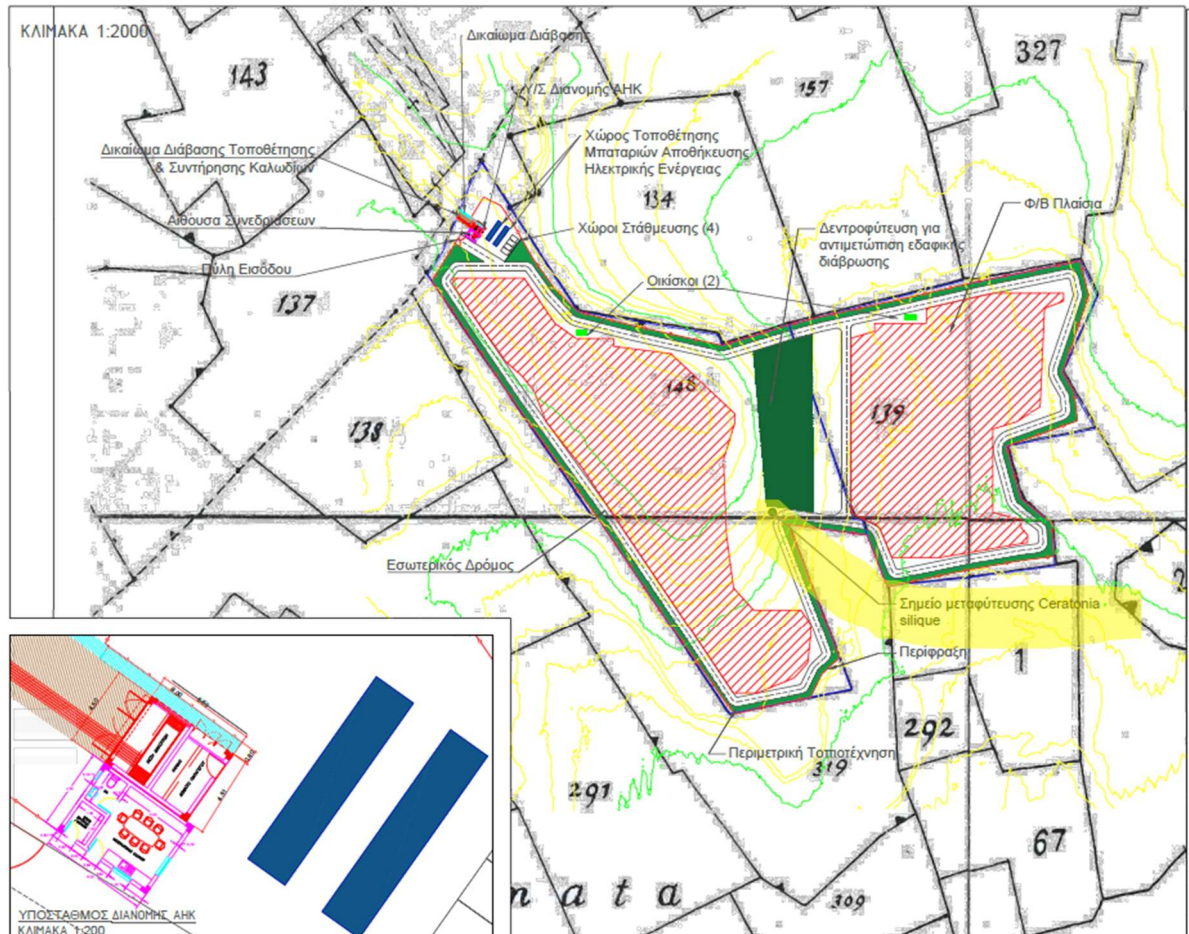 ΚΛΙΜΑΚΑ 1:2000
Δικαίωμα Διάβασης
327
143
157
Υ/Σ Διανομής ΑΗΚ
Χώρος Τοποθέτησης
Μπαταριών Αποθήκευσης
Ηλεκτρικής Ενέργειας
Δικαίωμα Διάβασης Τοποθέτησης
& Συντήρησης Καλωδίων
134
Φ/Β Πλαίσια
Αίθουσα Συνεδριάσεων
Χώροι Στάθμευσης (4)
Δεντροφύτευση για
αντιμετώπιση εδαφικής
διάβρωσης
Πύλη Εισόδου
Οικίσκοι (2)
137
148
139
138
Εσωτερικός Δρόμος
Σημείο μεταφύτευσης Ceratonia
silique
Περίφραξη
1
292
Περιμετρική Τοπιοτέχνηση
319
291
67
309
n a t a
ΥΠΟΣΤΑΘΜΟΣ ΔΙΑΝΟΜΗΣ ΑΗΚ
ΚΛΙΜΑΚΑ 1:200